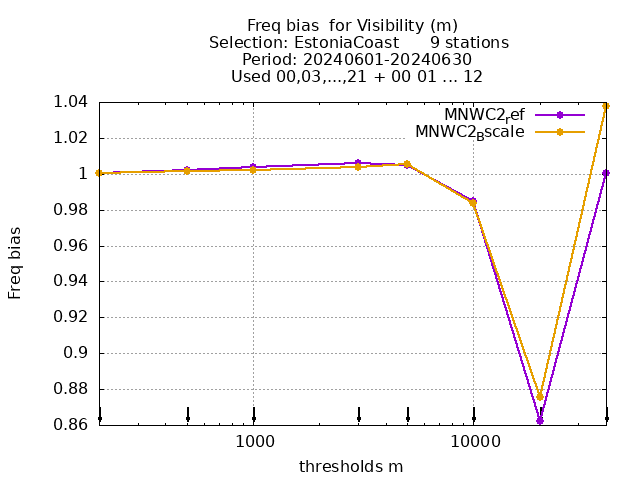 Freq bias  for Visibility (m)
Selection: EstoniaCoast      9 stations
Period: 20240601-20240630
Used 00,03,...,21 + 00 01 ... 12
MNWC2ref
MNWC2Bscale
1.04
1.02
1
0.98
0.96
0.94
0.92
0.9
0.88
0.86
Freq bias
1000
10000
thresholds m